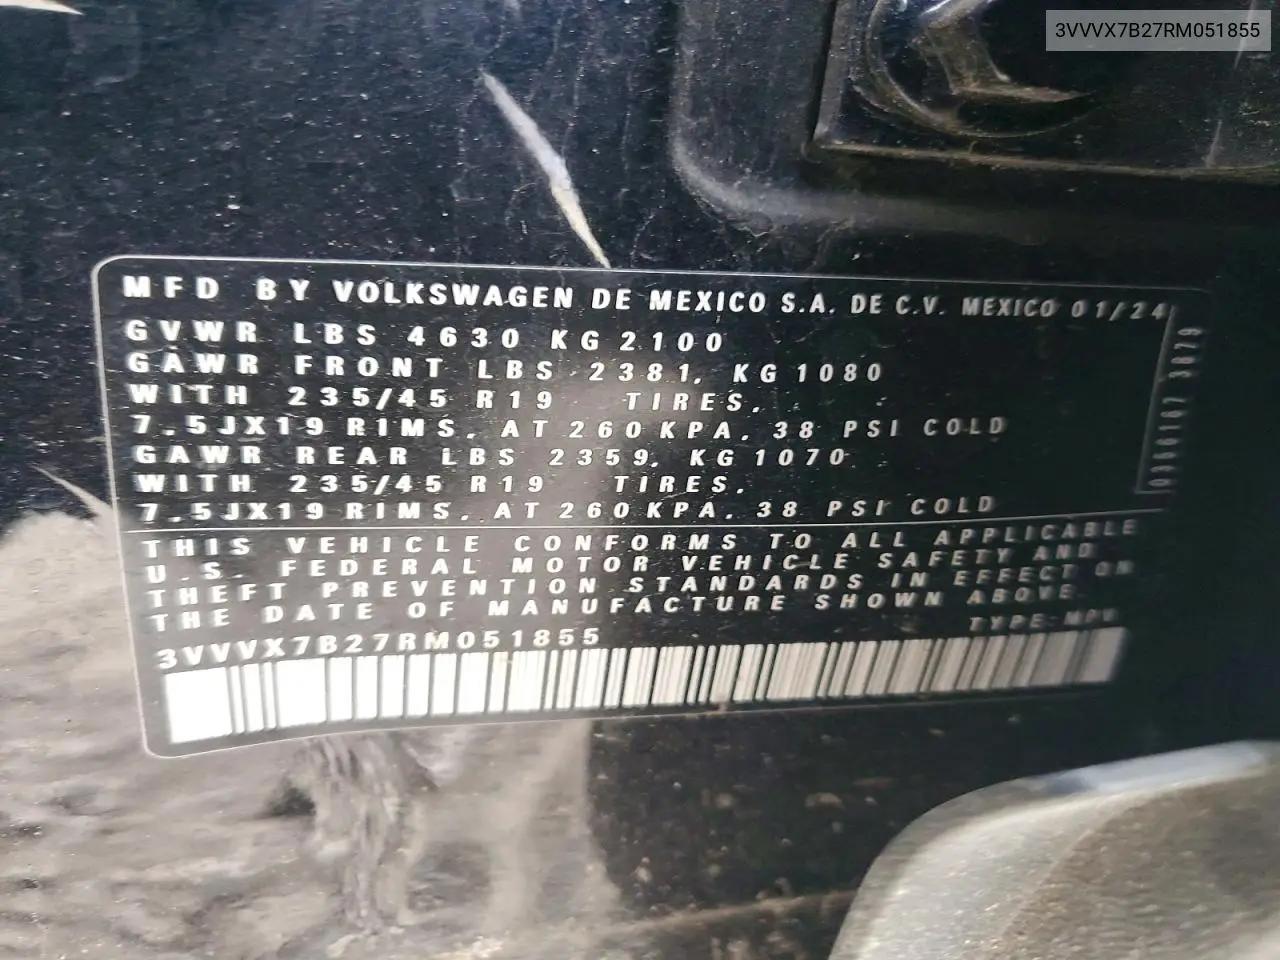 3VVVX7B27RM051855
MFD BY VOLKSWAGEN DE MEXICO S.A. DE C.V. MEXICO 01/24
GVWR LBS 4630 KG 2100
GAWR FRONT LBS 2381, KG 1080
WITH 235/45 R19 TIRES,
7.5JX19 RIMS, AT 260 KPA, 38 PSI COLD
GAWR REAR LBS 2359, KG 1070
WITH 235/45 R19 TIRES,
7.5JX19 RIMS, AT 260 KPA, 38 PSI COLD
THIS VEHICLE CONFORMS TO ALL APPLICABLE
U.S. FEDERAL MOTOR VEHICLE SAFETY AND
THEFT PREVENTION STANDARDS IN EFFECT ON
THE DATE OF MANUFACTURE SHOWN ABOVE.
3VVVX7B27RM051855 TYPE: MPV